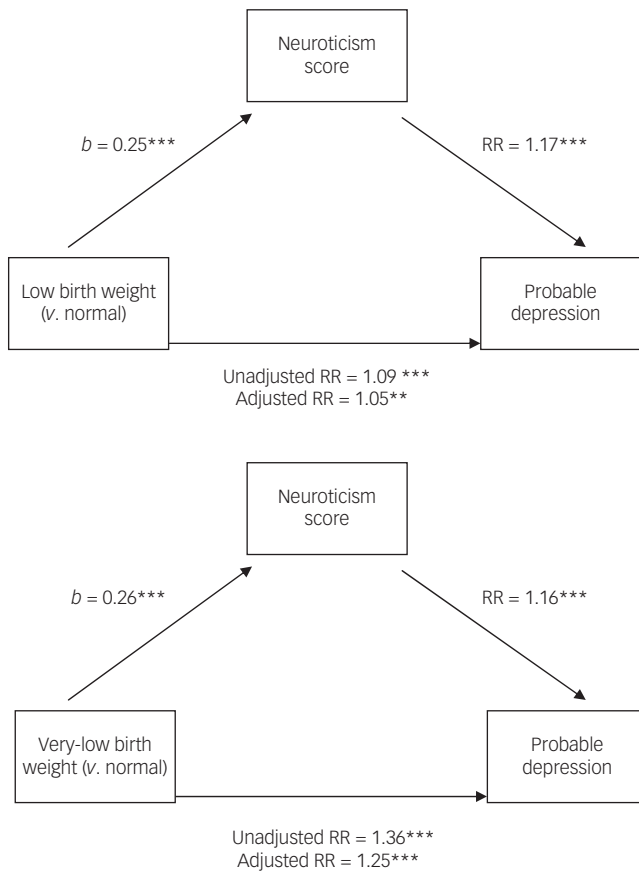 Neuroticism
score
b = 0.25***
RR = 1.17***
Low birth weight
(v. normal)
Probable
depression
Unadjusted RR = 1.09 ***
Adjusted RR = 1.05**
Neuroticism
score
b = 0.26***
RR = 1.16***
Very-low birth
weight (v. normal)
Probable
depression
Unadjusted RR = 1.36***
Adjusted RR = 1.25***